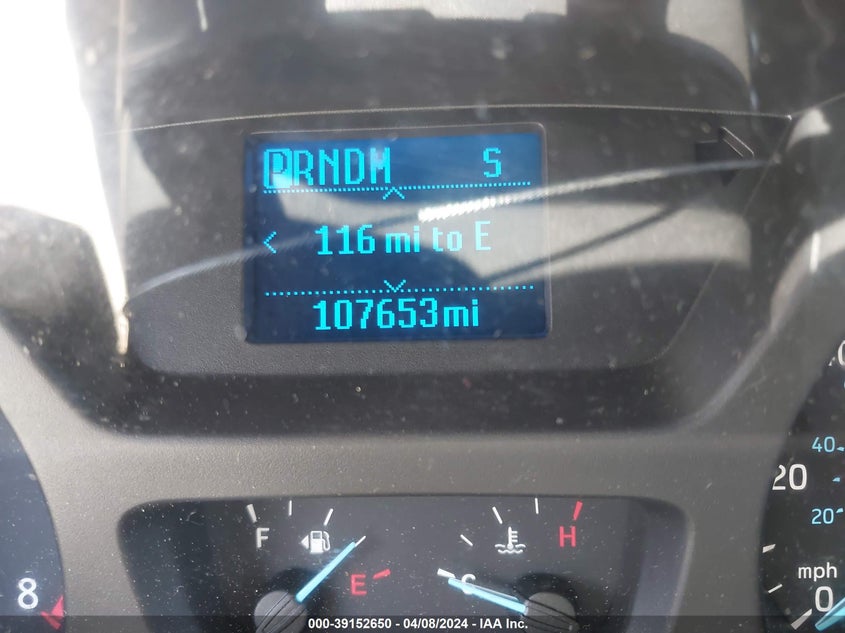 PRNDM S
116 mi to E
107653mi
F
E
C
H
8
40
20
20
mph
0
000-39152650 - 04/08/2024 - IAA Inc.